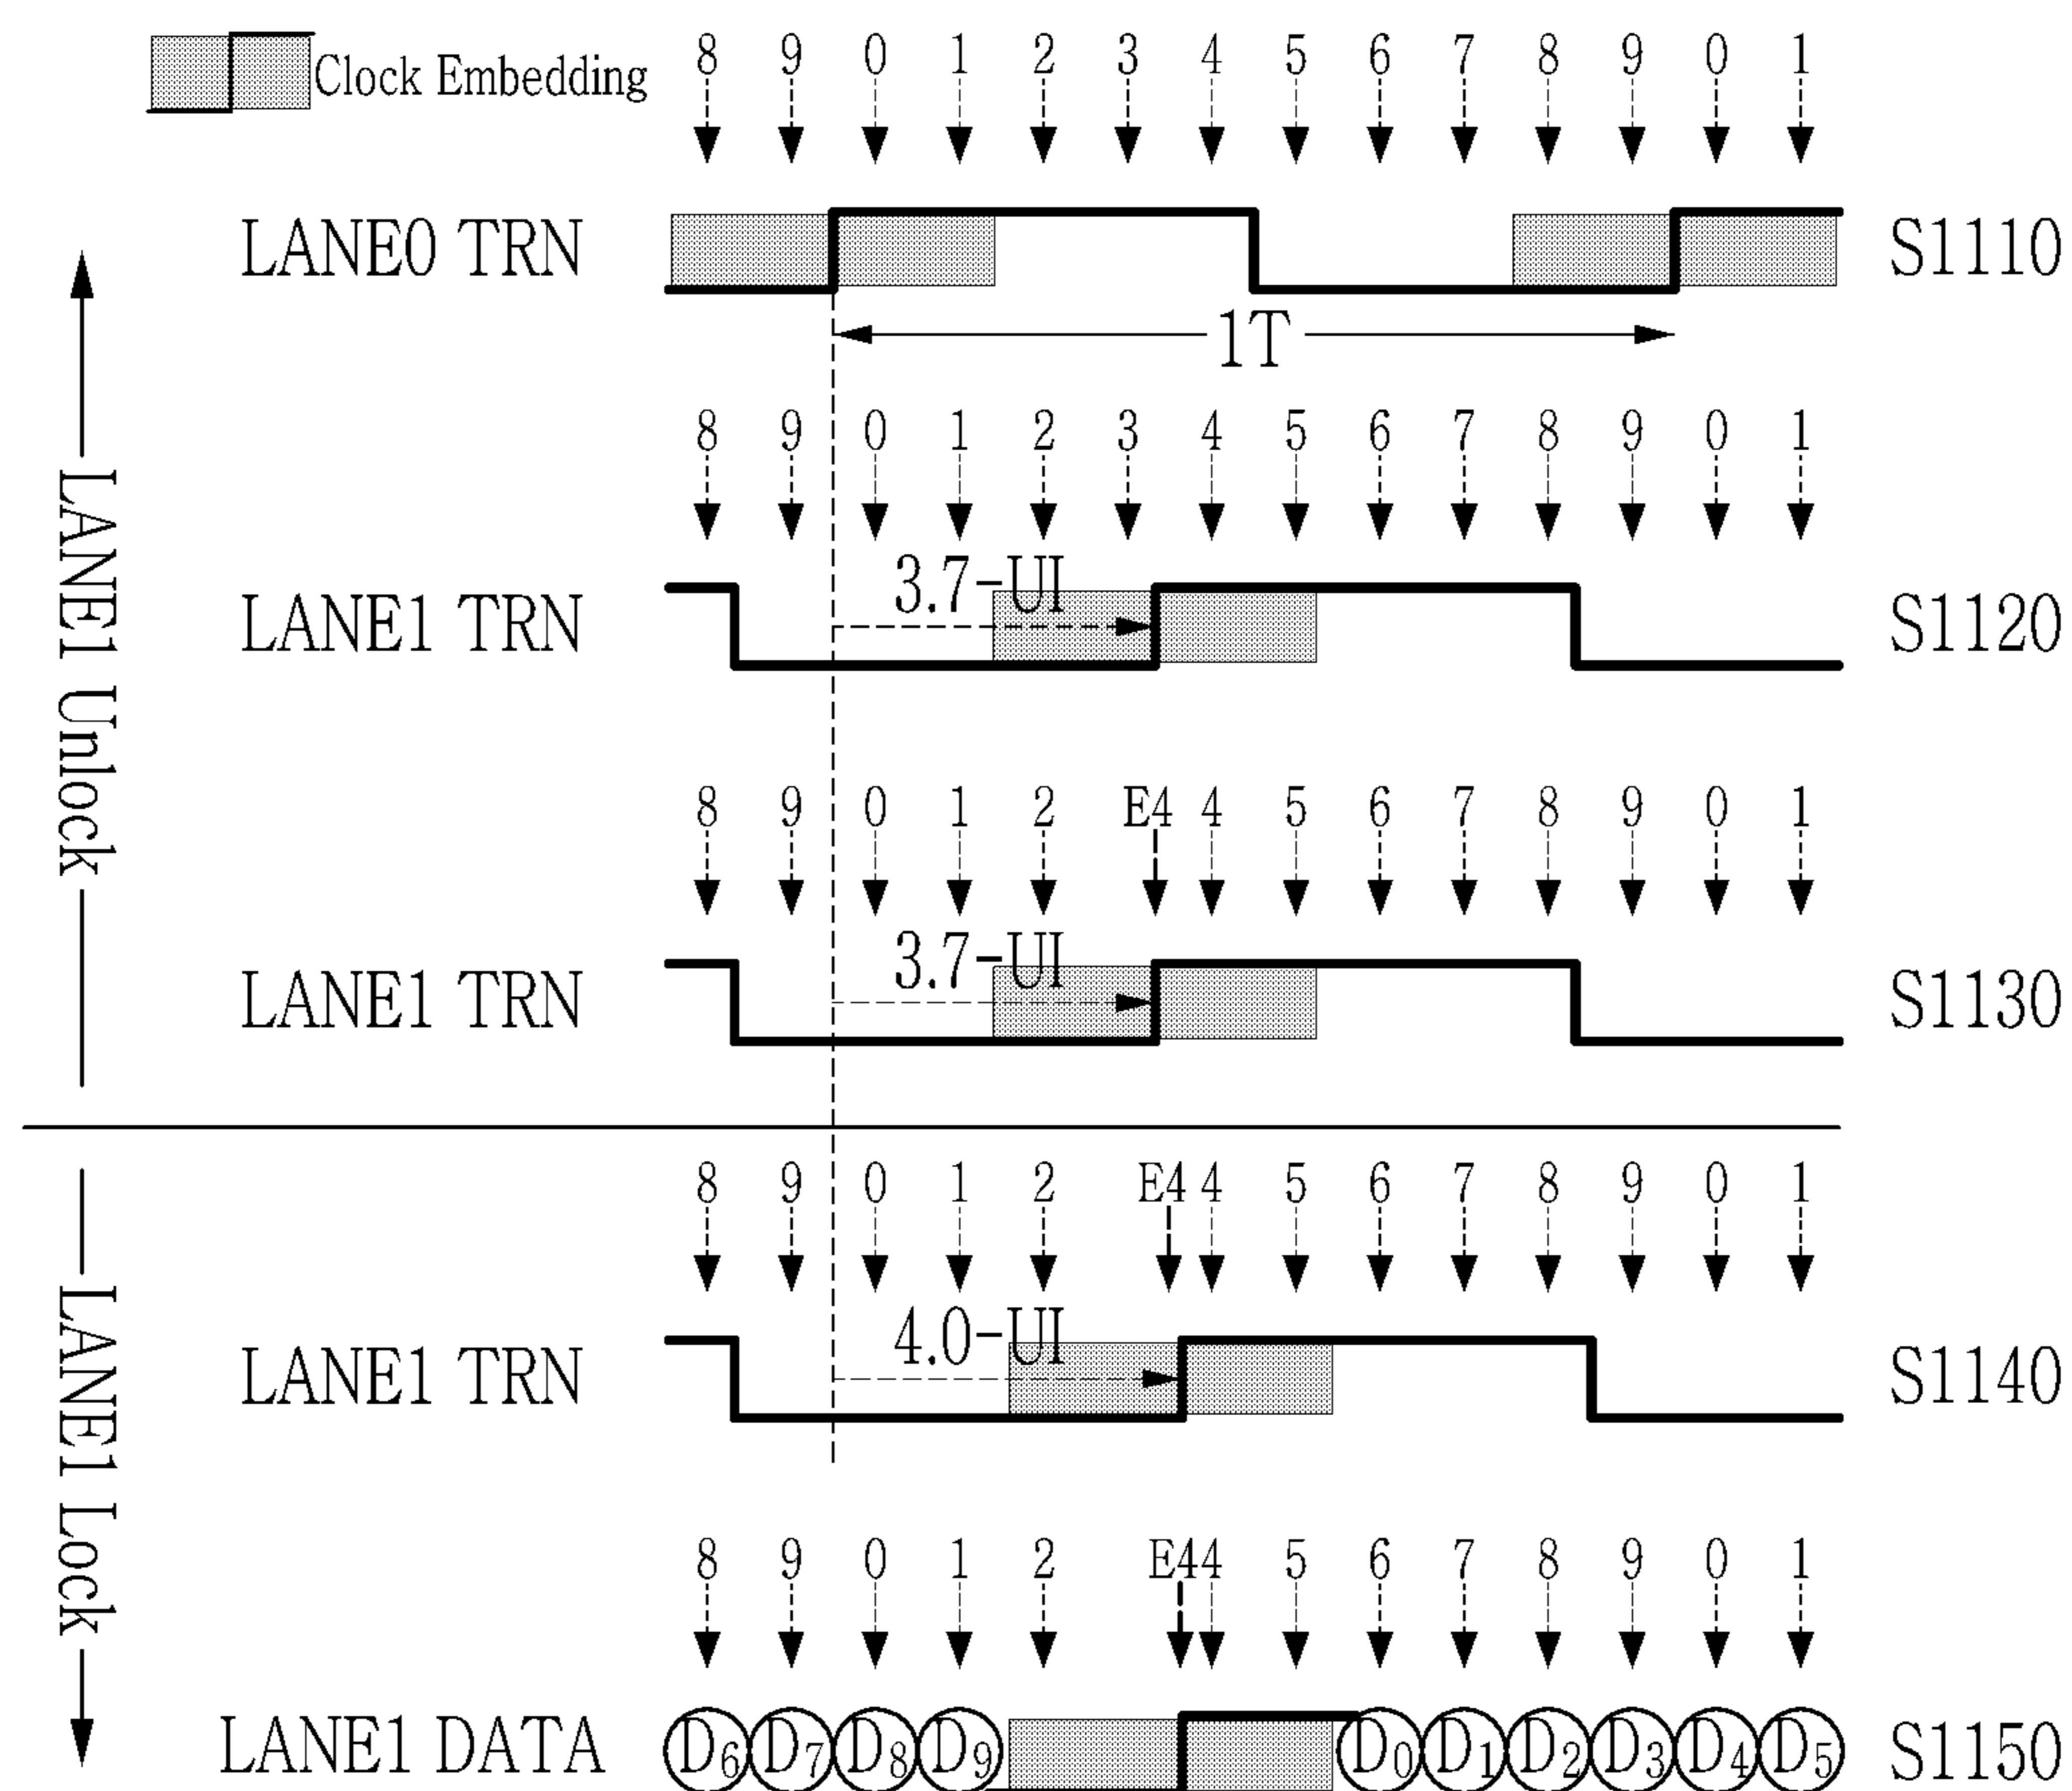 Clock Embedding
8 9 0 1 2 3 4 5 6 7 8 9 0 1
LANE0 TRN
S1110
1T
8 9 0 1 2 3 4 5 6 7 8 9 0 1
3.7-UI
LANE1 TRN
S1120
LANE1 Unlock
8 9 0 1 2 E4 4 5 6 7 8 9 0 1
3.7-UI
LANE1 TRN
S1130
8 9 0 1 2 E4 4 5 6 7 8 9 0 1
4.0-UI
LANE1 TRN
S1140
LANE1 Lock
8 9 0 1 2 E4 4 5 6 7 8 9 0 1
LANE1 DATA
D6 D7 D8 D9 D0 D1 D2 D3 D4 D5
S1150